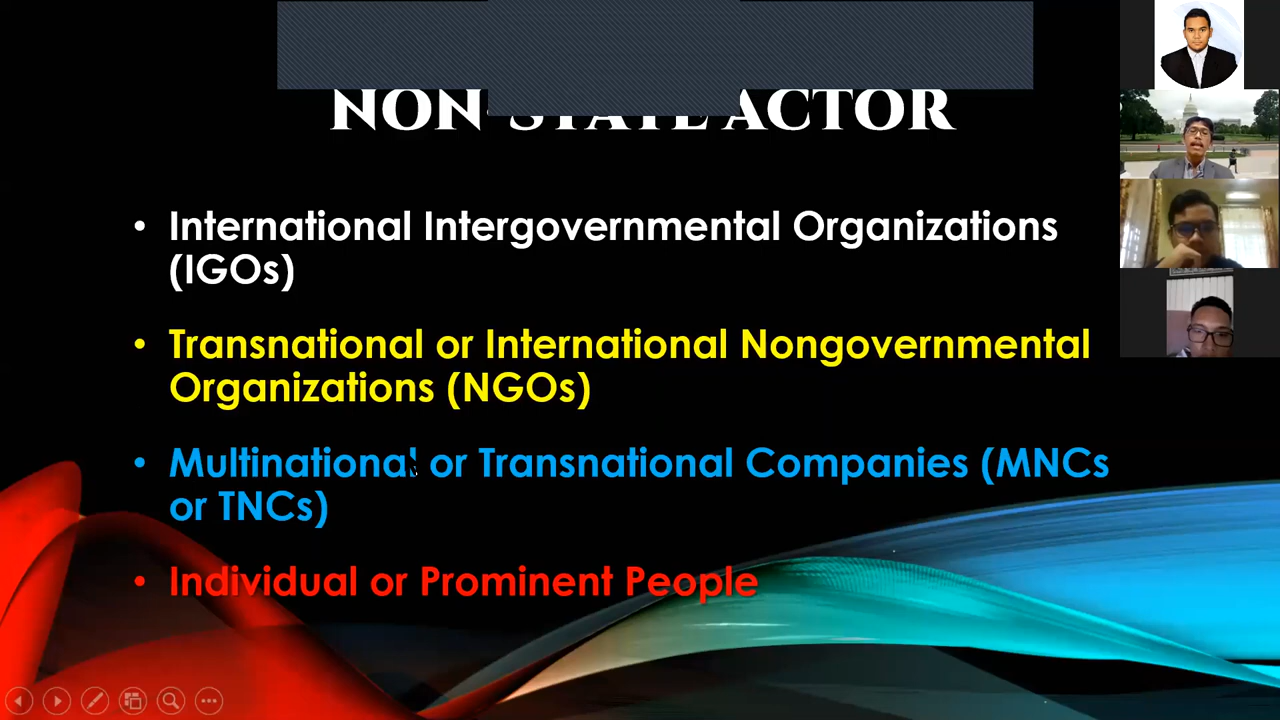 NON-STATE ACTOR
• International Intergovernmental Organizations
(IGOs)
• Transnational or International Nongovernmental
Organizations (NGOs)
• Multinational or Transnational Companies (MNCs
or TNCs)
• Individual or Prominent People